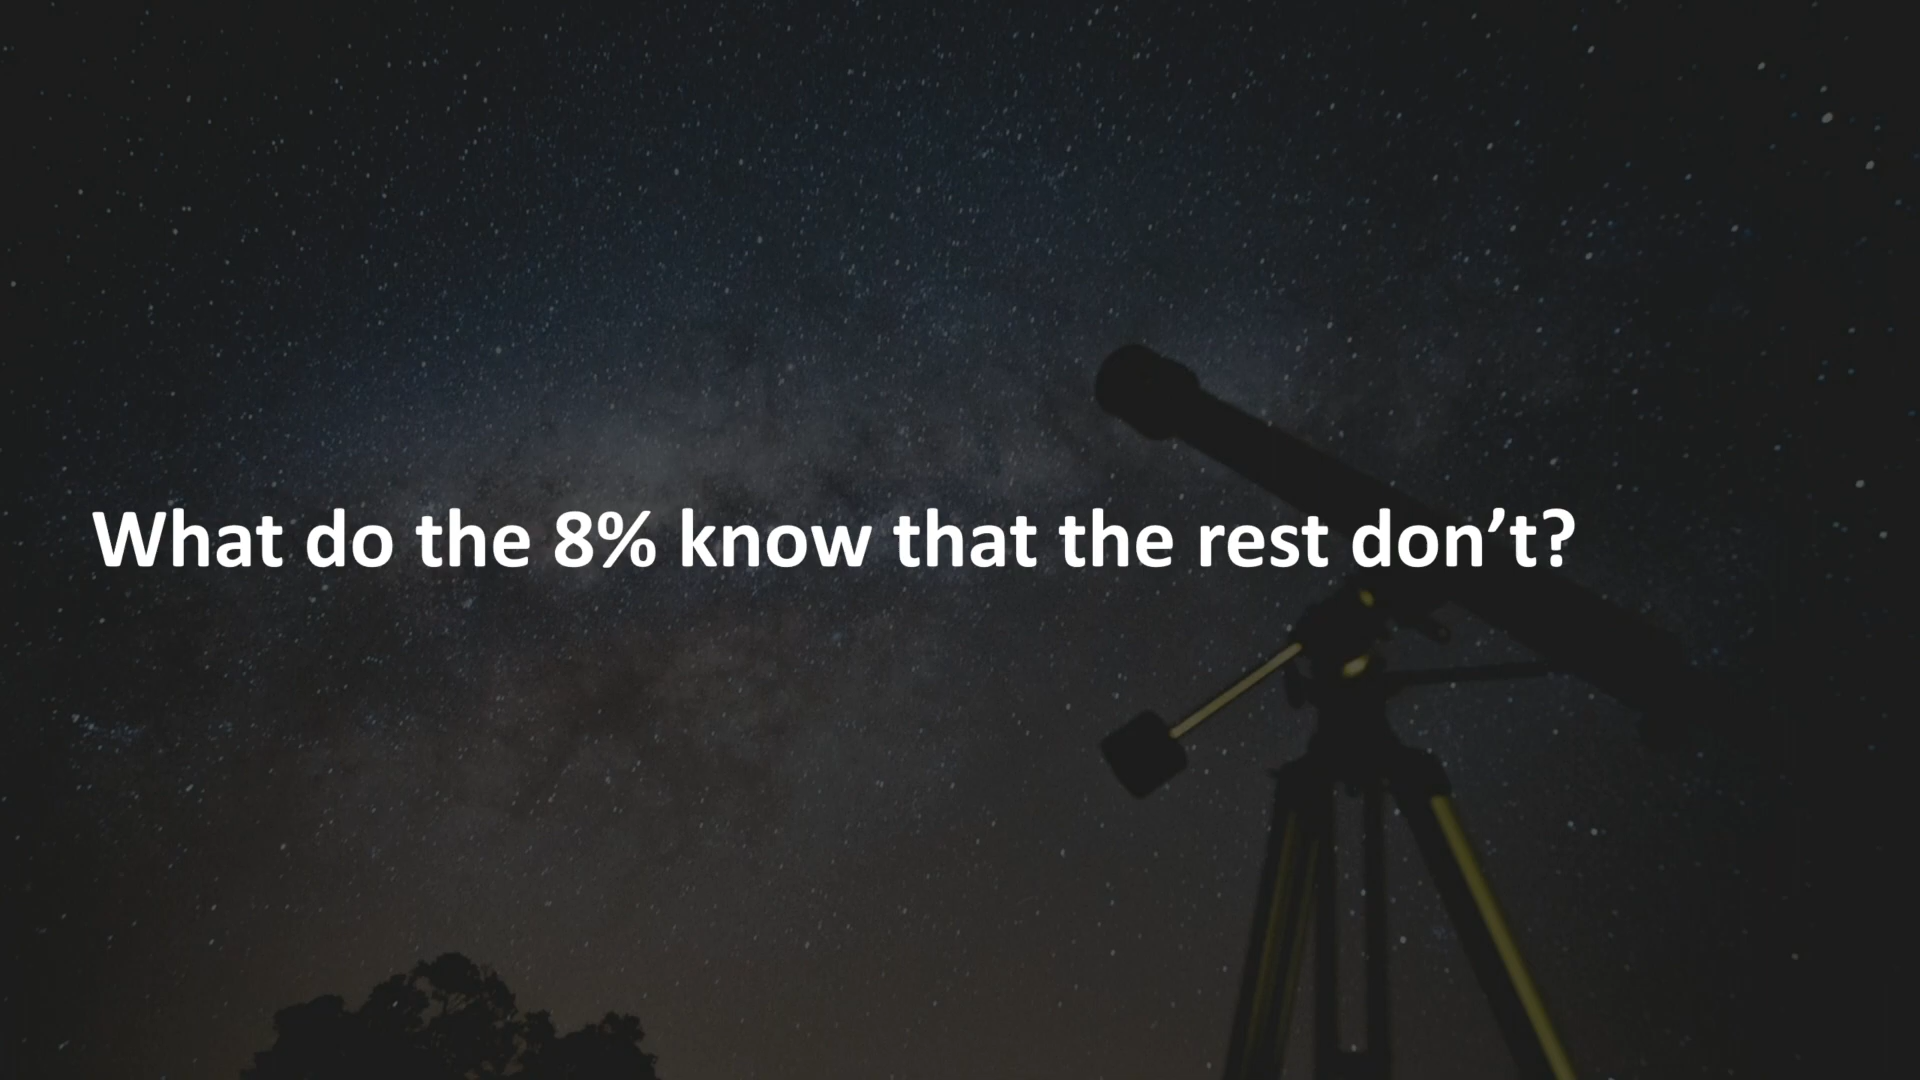 What do the 8% know that the rest don’t?